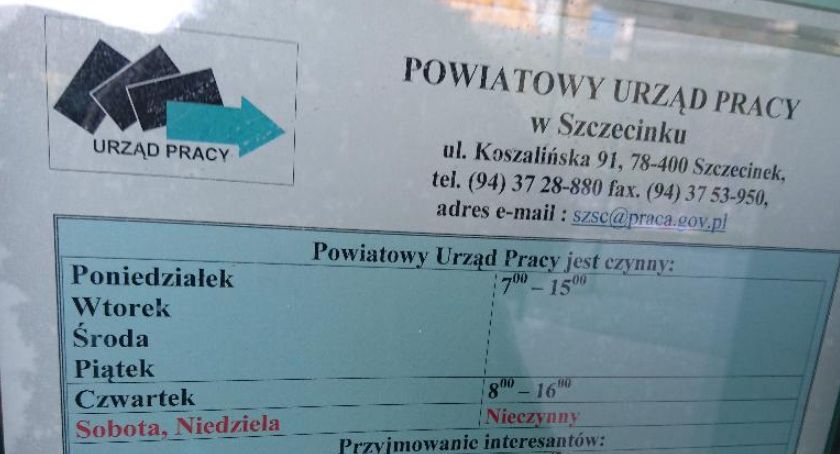 URZĄD PRACY
POWIATOWY URZĄD PRACY
w Szczecinku
ul. Koszalińska 91, 78-400 Szczecinek,
tel. (94) 37 28-880 fax. (94) 37 53-950,
adres e-mail : szsc@praca.gov.pl
Powiatowy Urząd Pracy jest czynny:
Poniedziałek 7⁰⁰ – 15⁰⁰
Wtorek
Środa
Piątek
Czwartek 8⁰⁰ – 16⁰⁰
Sobota, Niedziela Nieczynny
Przyjmowanie interesantów: